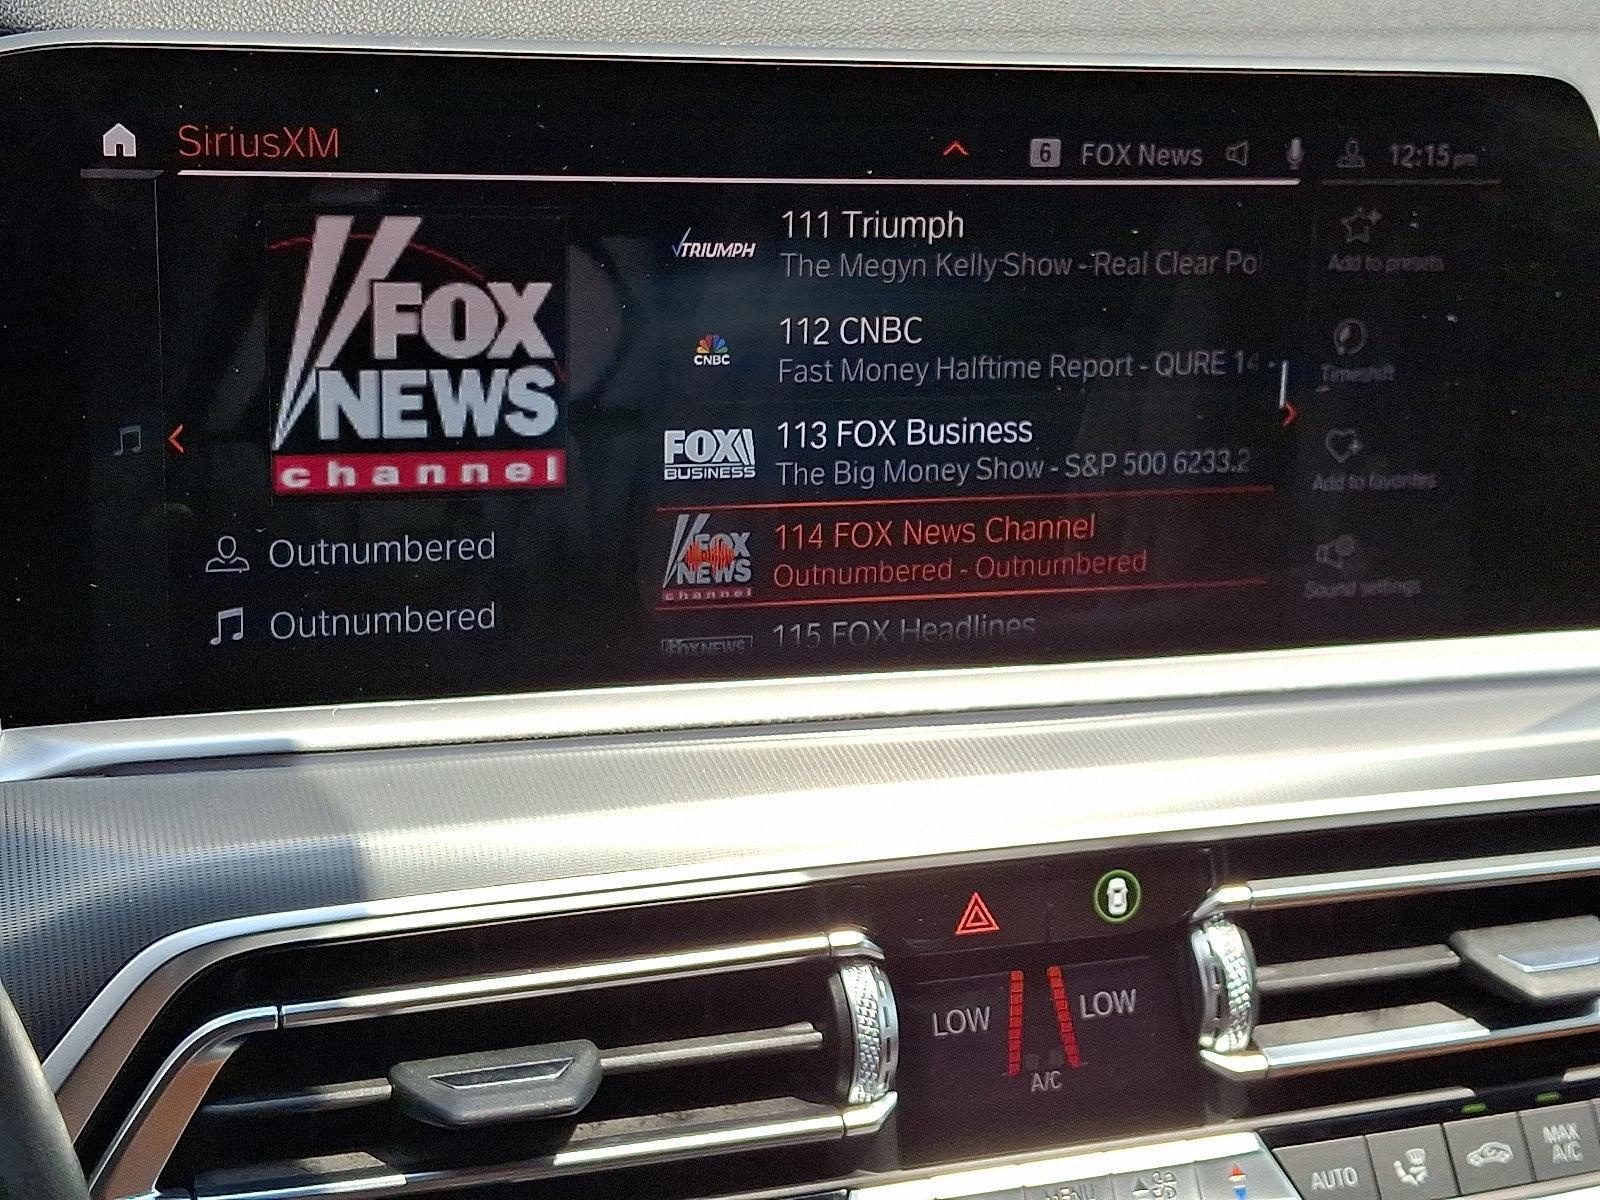 SiriusXM
6 FOX News 12:15 pm
FOX
NEWS
channel
Outnumbered
Outnumbered
TRIUMPH
111 Triumph
The Megyn Kelly Show - Real Clear Po
CNBC
112 CNBC
Fast Money Halftime Report - QURE 14
FOX
BUSINESS
113 FOX Business
The Big Money Show - S&P 500 6233.2
FOX
NEWS
channel
114 FOX News Channel
Outnumbered - Outnumbered
FOX NEWS
115 FOX Headlines
Add to presets
Timeshift
Add to favorites
Sound settings
LOW LOW
A/C
MENU
AUTO
MAX
A/C